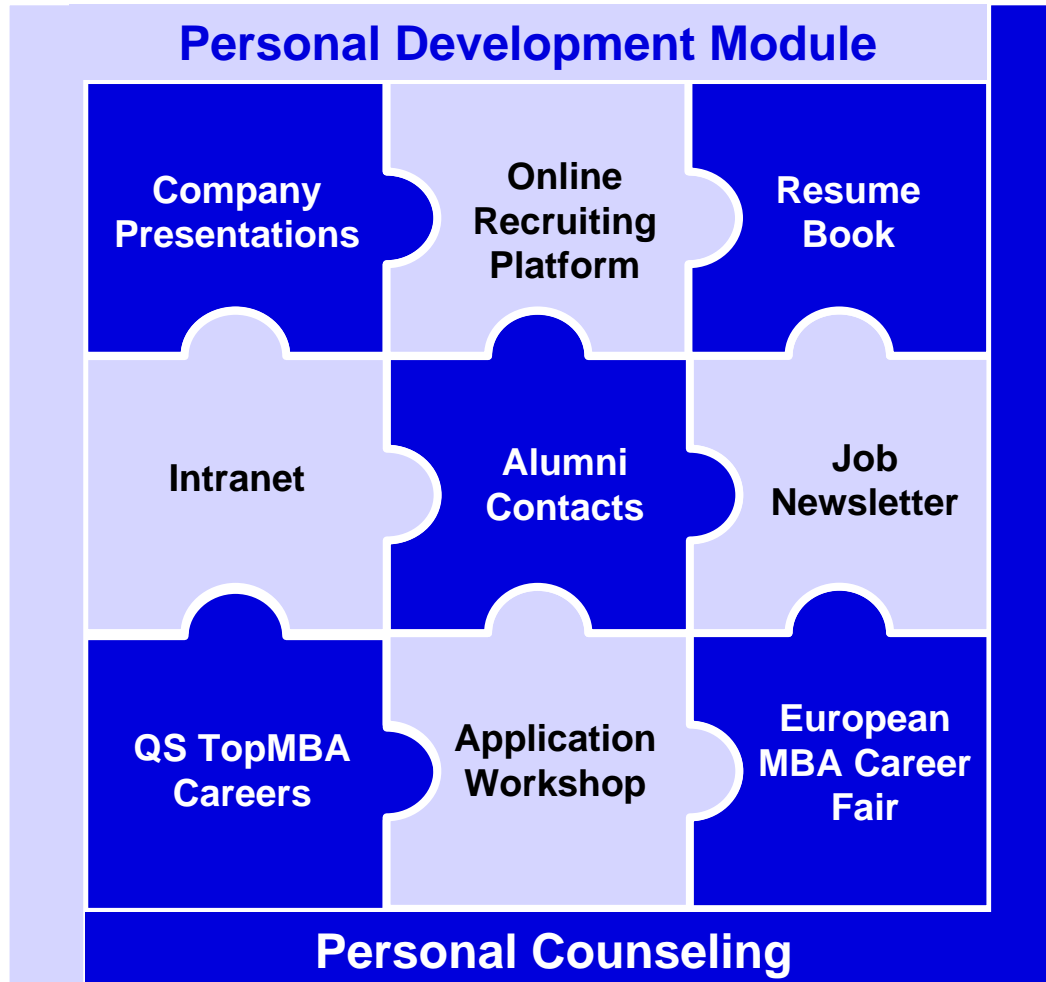 Personal Development Module
Company
Presentations
Online
Recruiting
Platform
Resume
Book
Intranet
Alumni
Contacts
Job
Newsletter
QS TopMBA
Careers
Application
Workshop
European
MBA Career
Fair
Personal Counseling